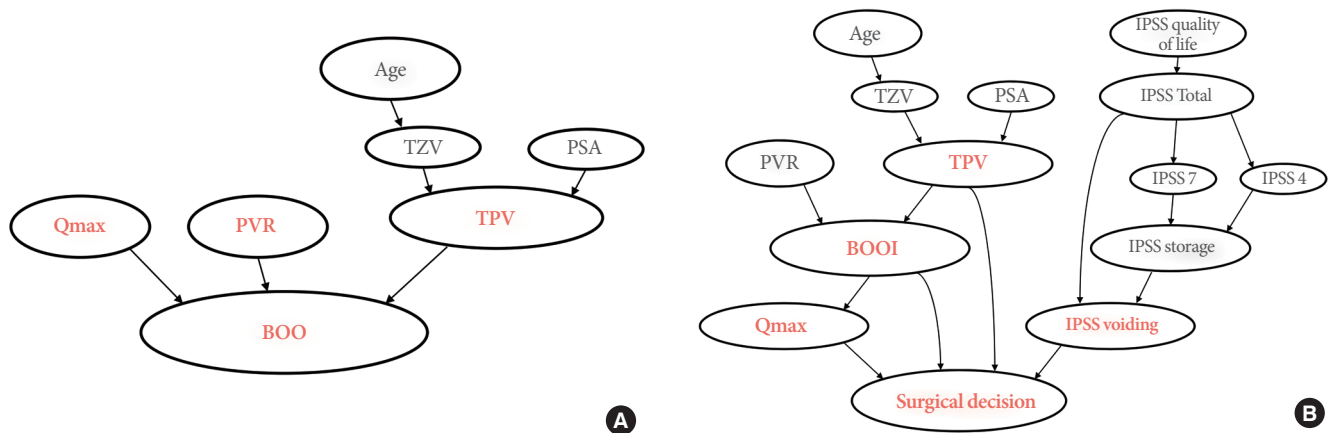 Age
TZV
PSA
Qmax
PVR
TPV
BOO
A
Age
IPSS quality
of life
TZV
PSA
IPSS Total
PVR
TPV
IPSS 7
IPSS 4
BOOI
IPSS storage
Qmax
IPSS voiding
Surgical decision
B